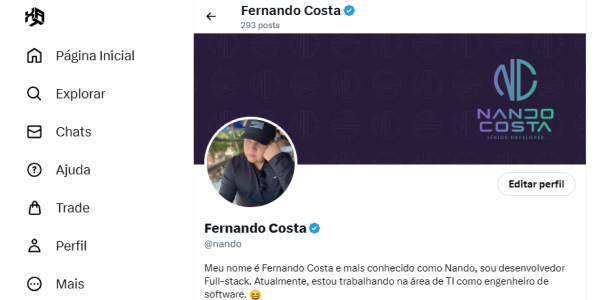 Página Inicial
Explorar
Chats
Ajuda
Trade
Perfil
Mais
Fernando Costa
293 posts
NANDO
COSTA
SÊNIOR DEVELOPER
Editar perfil
Fernando Costa
@nando
Meu nome é Fernando Costa e mais conhecido como Nando, sou desenvolvedor
Full-stack. Atualmente, estou trabalhando na área de TI como engenheiro de
software. 😆